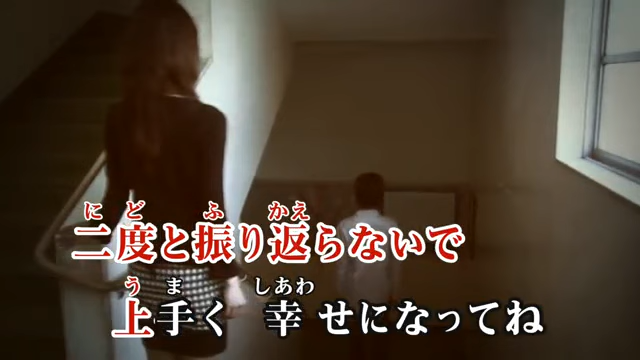 にど ふ かえ
二度と振り返らないで
うま しあわ
上手く 幸せになってね